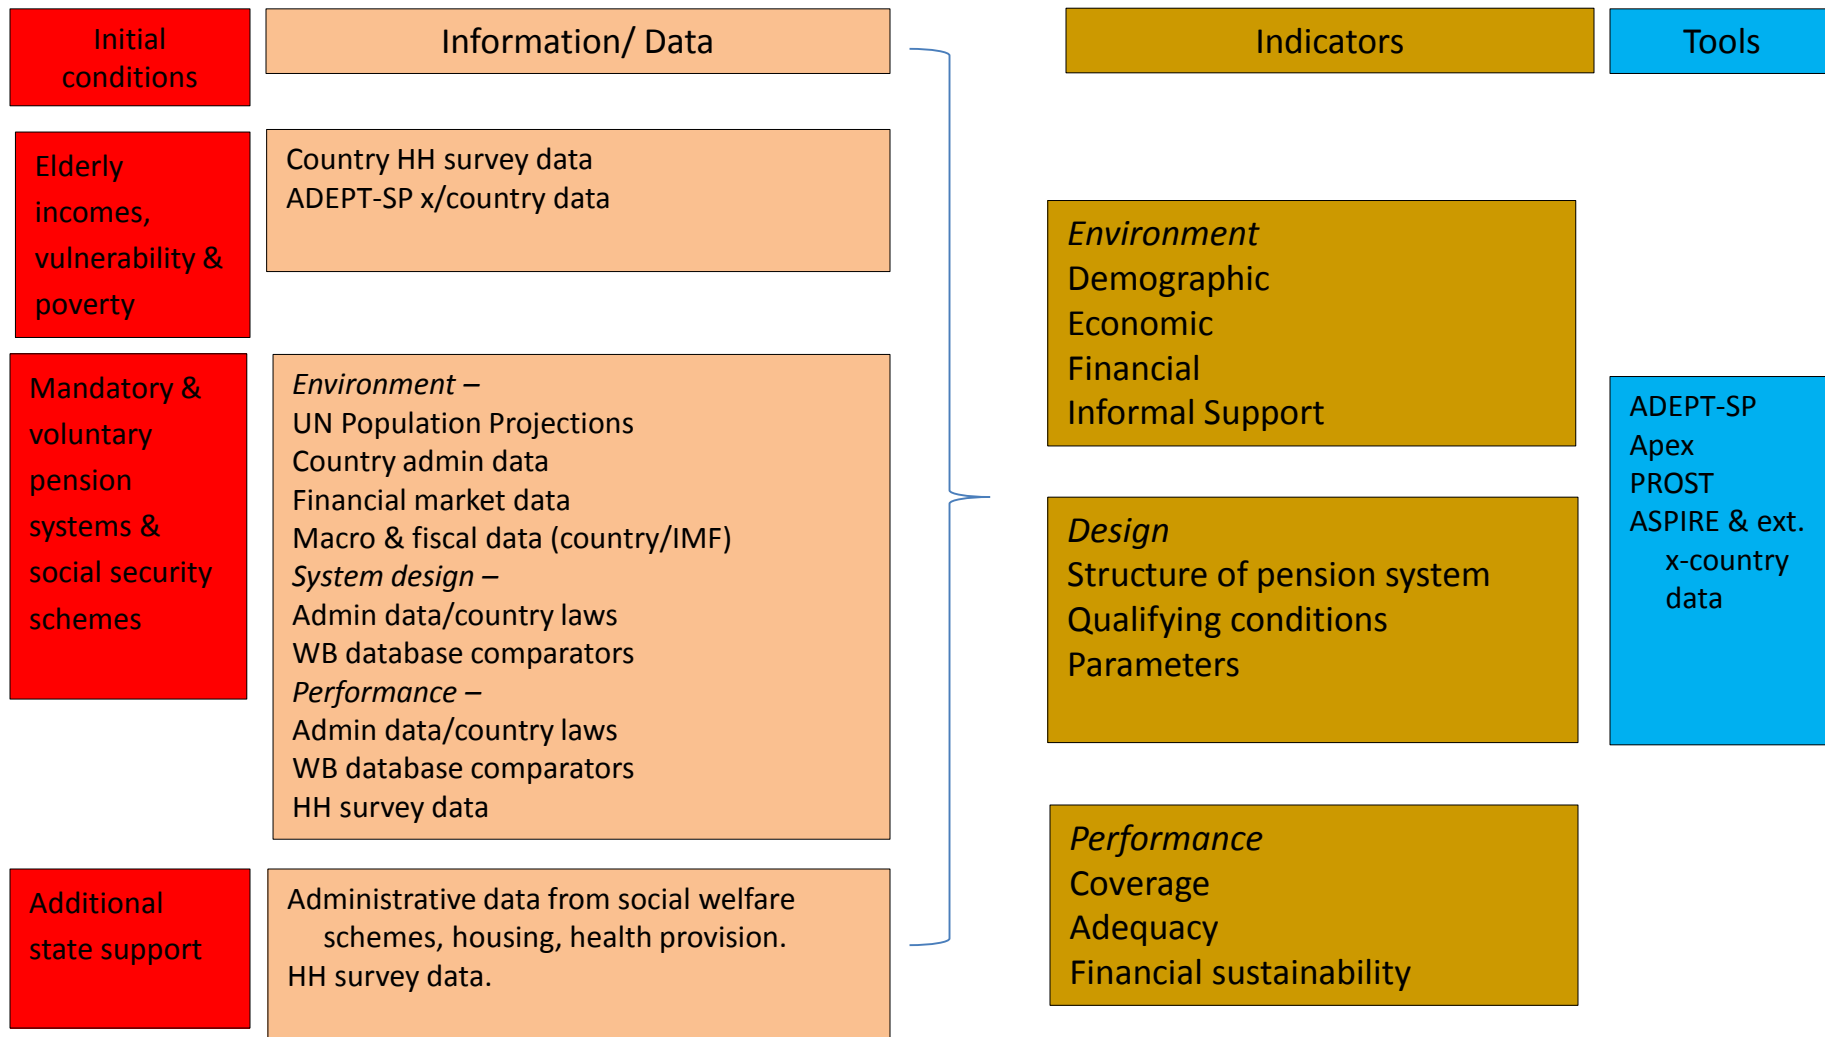 Initial
conditions
Information/ Data
Indicators
Tools
Elderly
incomes,
vulnerability &
poverty
Country HH survey data
ADEPT-SP x/country data
Mandatory &
voluntary
pension
systems &
social security
schemes
Environment –
UN Population Projections
Country admin data
Financial market data
Macro & fiscal data (country/IMF)
System design –
Admin data/country laws
WB database comparators
Performance –
Admin data/country laws
WB database comparators
HH survey data
Additional
state support
Administrative data from social welfare
schemes, housing, health provision.
HH survey data.
Environment
Demographic
Economic
Financial
Informal Support
Design
Structure of pension system
Qualifying conditions
Parameters
Performance
Coverage
Adequacy
Financial sustainability
ADEPT-SP
Apex
PROST
ASPIRE & ext.
x-country
data